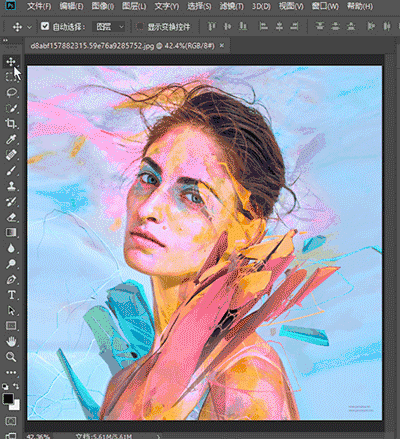 Ps 文件(F) 编辑(E) 图像(I) 图层(L) 文字(Y) 选择(S) 滤镜(T) 3D(D) 视图(V) 窗口(W) 帮助(H)
自动选择: 图层 显示变换控件
d8abf157882315.59e76a9285752.jpg @ 42.4%(RGB/8#) ×
T
42.36% 文档:5.61M/5.61M